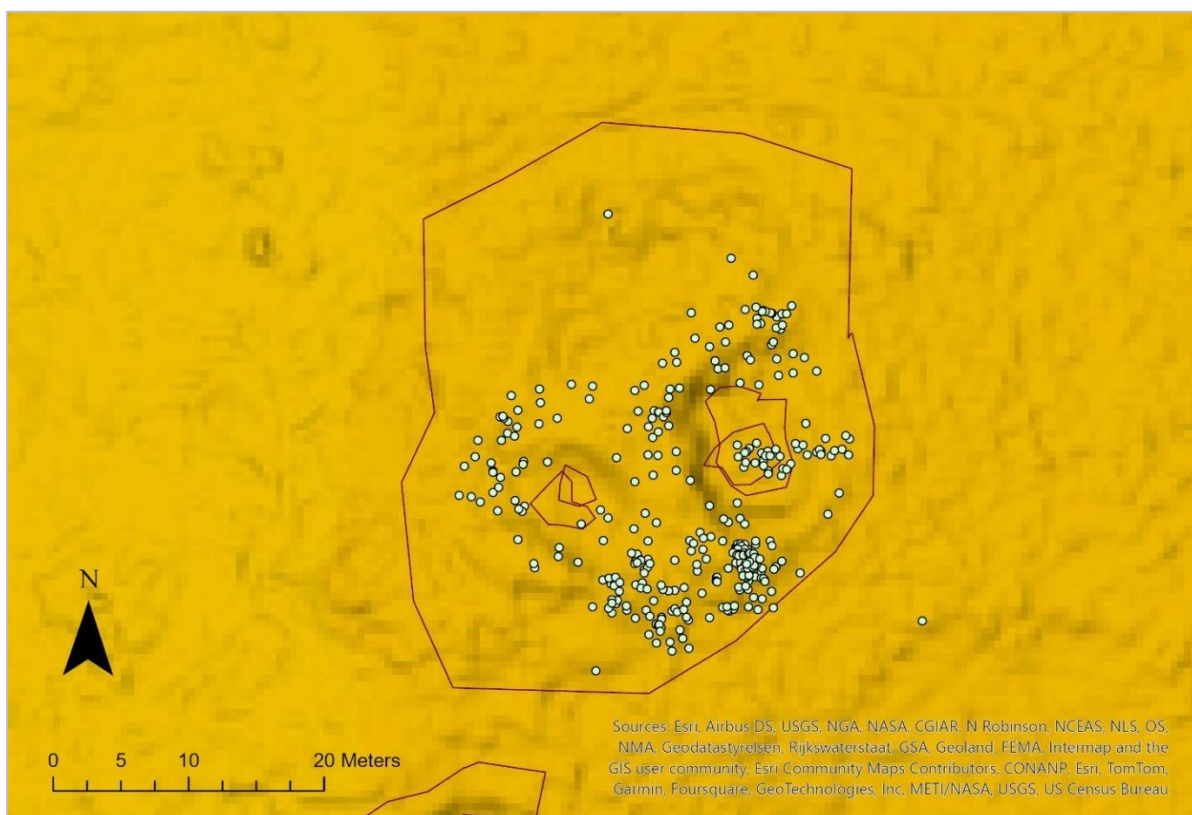 N
0 5 10 20 Meters
Sources: Esri, Airbus DS, USGS, NGA, NASA, CGIAR, N Robinson, NCEAS, NLS, OS,
NMA, Geodatastyrelsen, Rijkswaterstaat, GSA, Geoland, FEMA, Intermap and the
GIS user community, Esri Community Maps Contributors, CONANP, Esri, TomTom,
Garmin, Foursquare, GeoTechnologies, Inc, METI/NASA, USGS, US Census Bureau